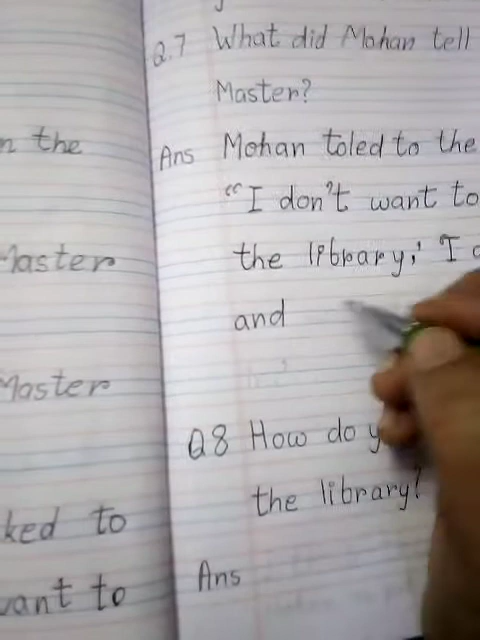 n the
Master
Master
ked to
want to
Q.7 What did Mohan tell
Master?
Ans Mohan toled to the
"I don't want to
the library; I
and
Q8 How do y
the library?
Ans